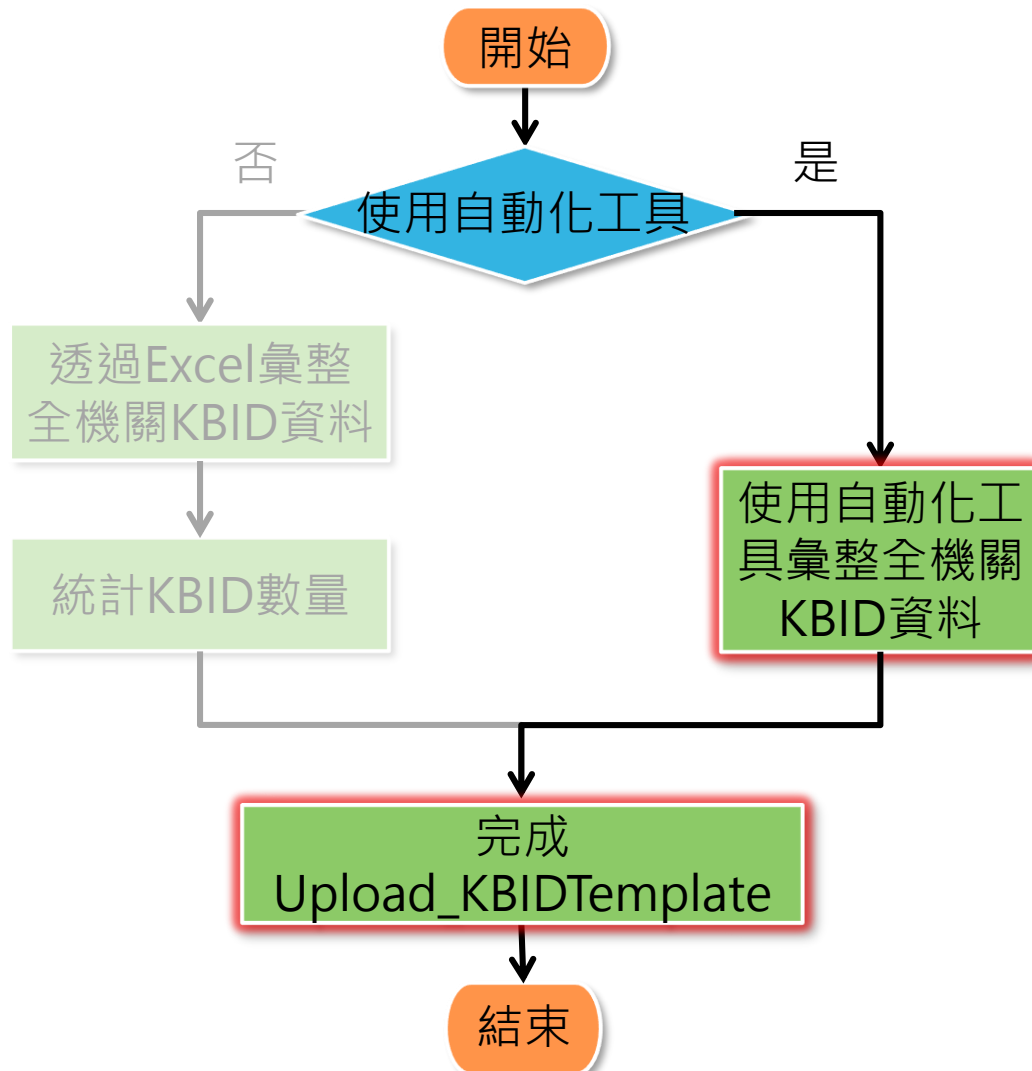 開始
否
是
使用自動化工具
透過Excel彙整
全機關KBID資料
統計KBID數量
使用自動化工
具彙整全機關
KBID資料
完成
Upload_KBIDTemplate
結束